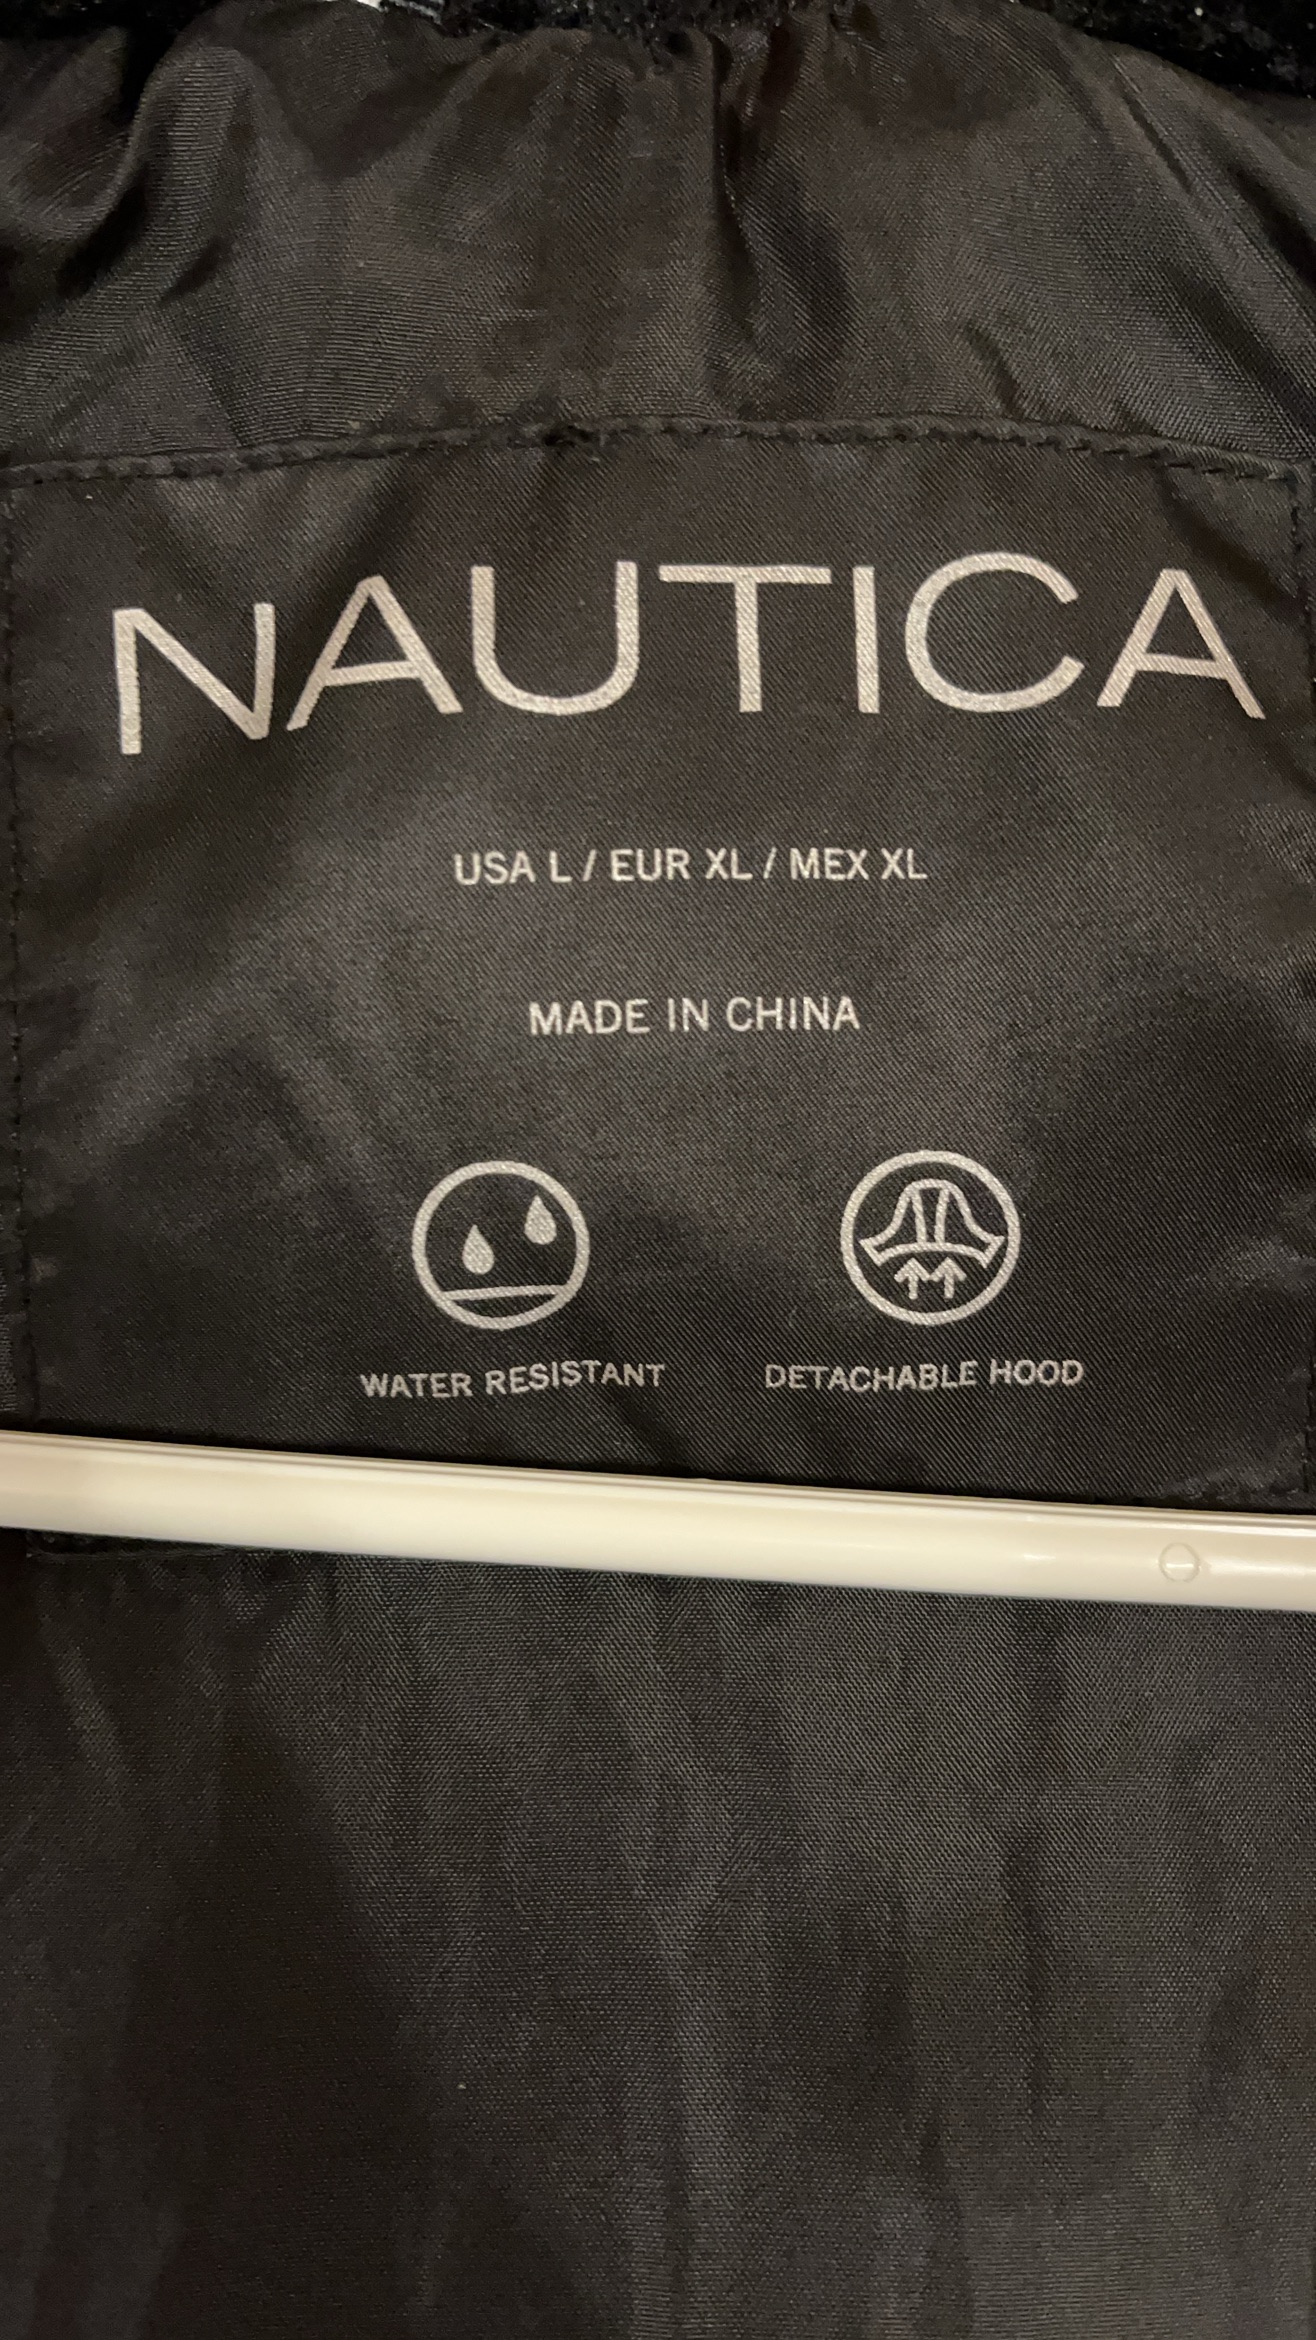 NAUTICA
USA L / EUR XL / MEX XL
MADE IN CHINA
WATER RESISTANT DETACHABLE HOOD